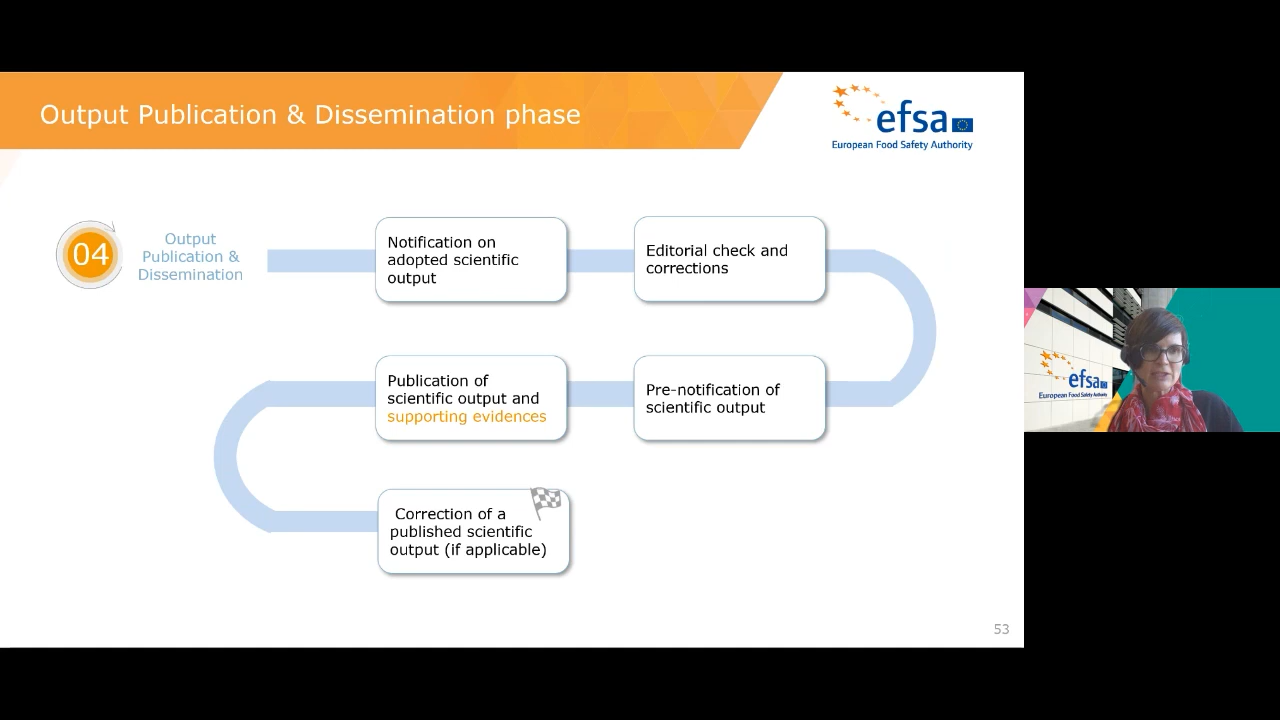 Output Publication & Dissemination phase
efsa
European Food Safety Authority
04
Output
Publication &
Dissemination
Notification on
adopted scientific
output
Editorial check and
corrections
Publication of
scientific output and
supporting evidences
Pre-notification of
scientific output
Correction of a
published scientific
output (if applicable)
53
efsa
European Food Safety Authority